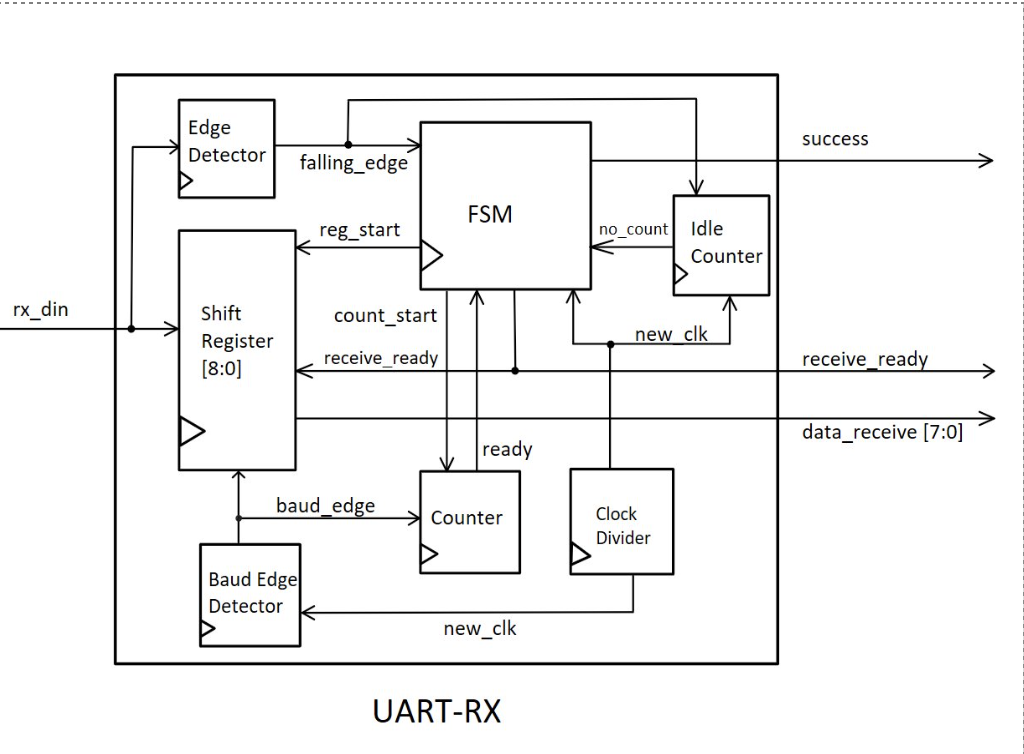 Edge
Detector
falling_edge
success
FSM
reg_start
no_count
Idle
Counter
rx_din
Shift
Register
[8:0]
count_start
new_clk
receive_ready
receive_ready
data_receive [7:0]
ready
baud_edge
Counter
Clock
Divider
Baud Edge
Detector
new_clk
UART-RX